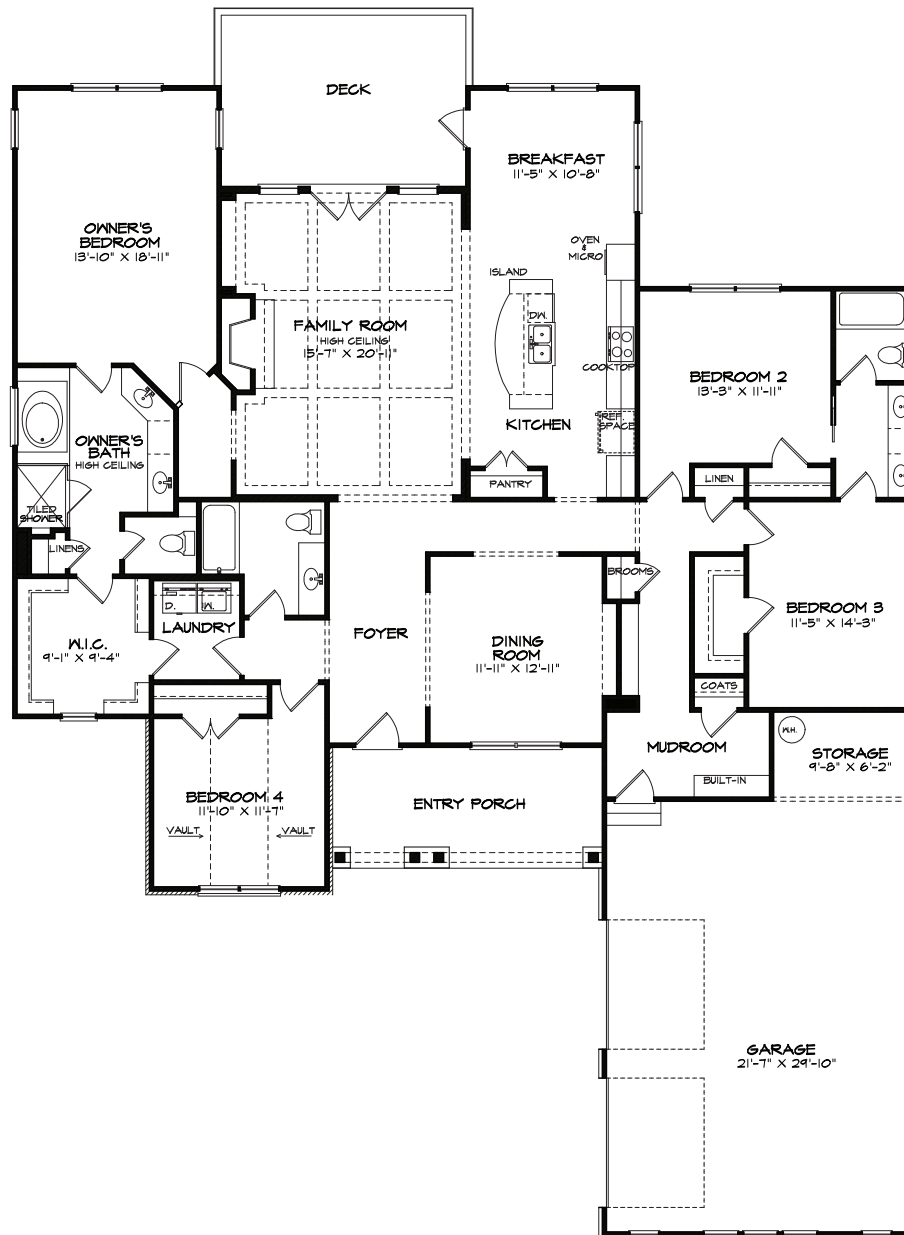 DECK
BREAKFAST
11'-5" X 10'-8"
OWNER'S
BEDROOM
13'-10" X 18'-11"
OVEN
&
MICRO
ISLAND
DW.
FAMILY ROOM
HIGH CEILING
15'-7" X 20'-11"
COOKTOP
BEDROOM 2
13'-3" X 11'-11"
REF.
SPACE
KITCHEN
OWNER'S
BATH
HIGH CEILING
PANTRY
LINEN
TILED
SHOWER
LINENS
BROOMS
D.
W.
LAUNDRY
FOYER
BEDROOM 3
11'-5" X 14'-3"
W.I.C.
9'-1" X 9'-4"
DINING
ROOM
11'-11" X 12'-11"
COATS
MUDROOM
W.H.
STORAGE
9'-8" X 6'-2"
BUILT-IN
BEDROOM 4
11'-10" X 11'-7"
ENTRY PORCH
VAULT
VAULT
GARAGE
21'-7" X 29'-10"